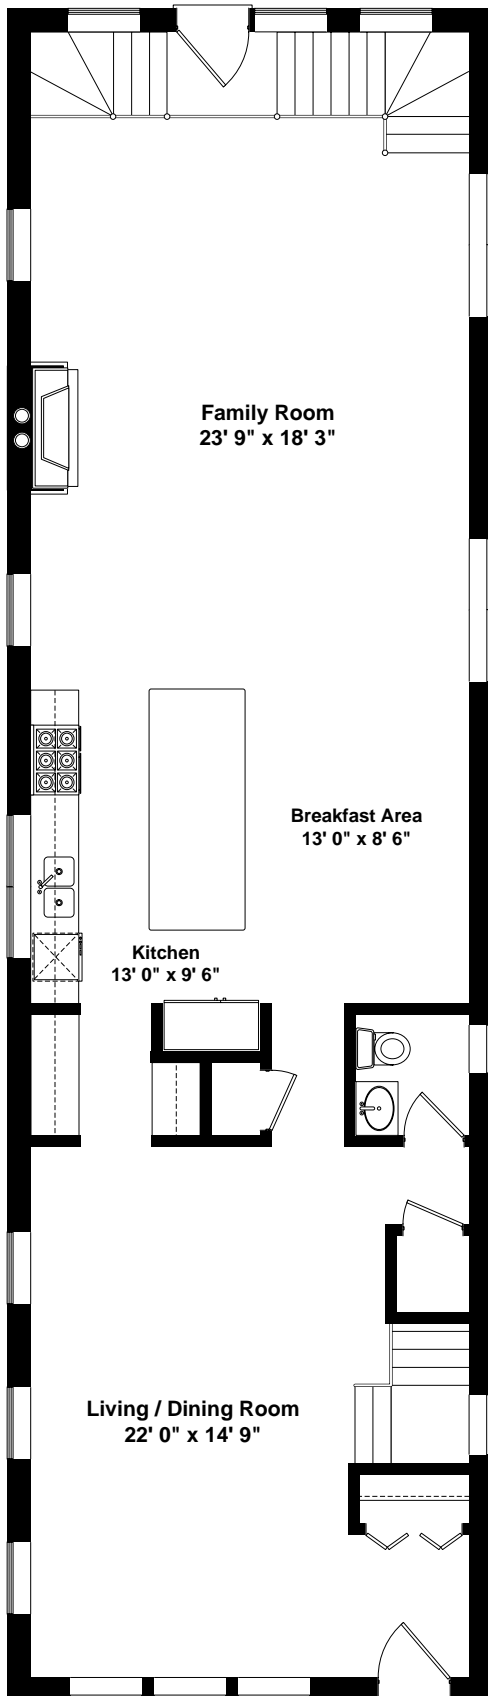 Family Room
23' 9" x 18' 3"
Breakfast Area
13' 0" x 8' 6"
Kitchen
13' 0" x 9' 6"
Living / Dining Room
22' 0" x 14' 9"